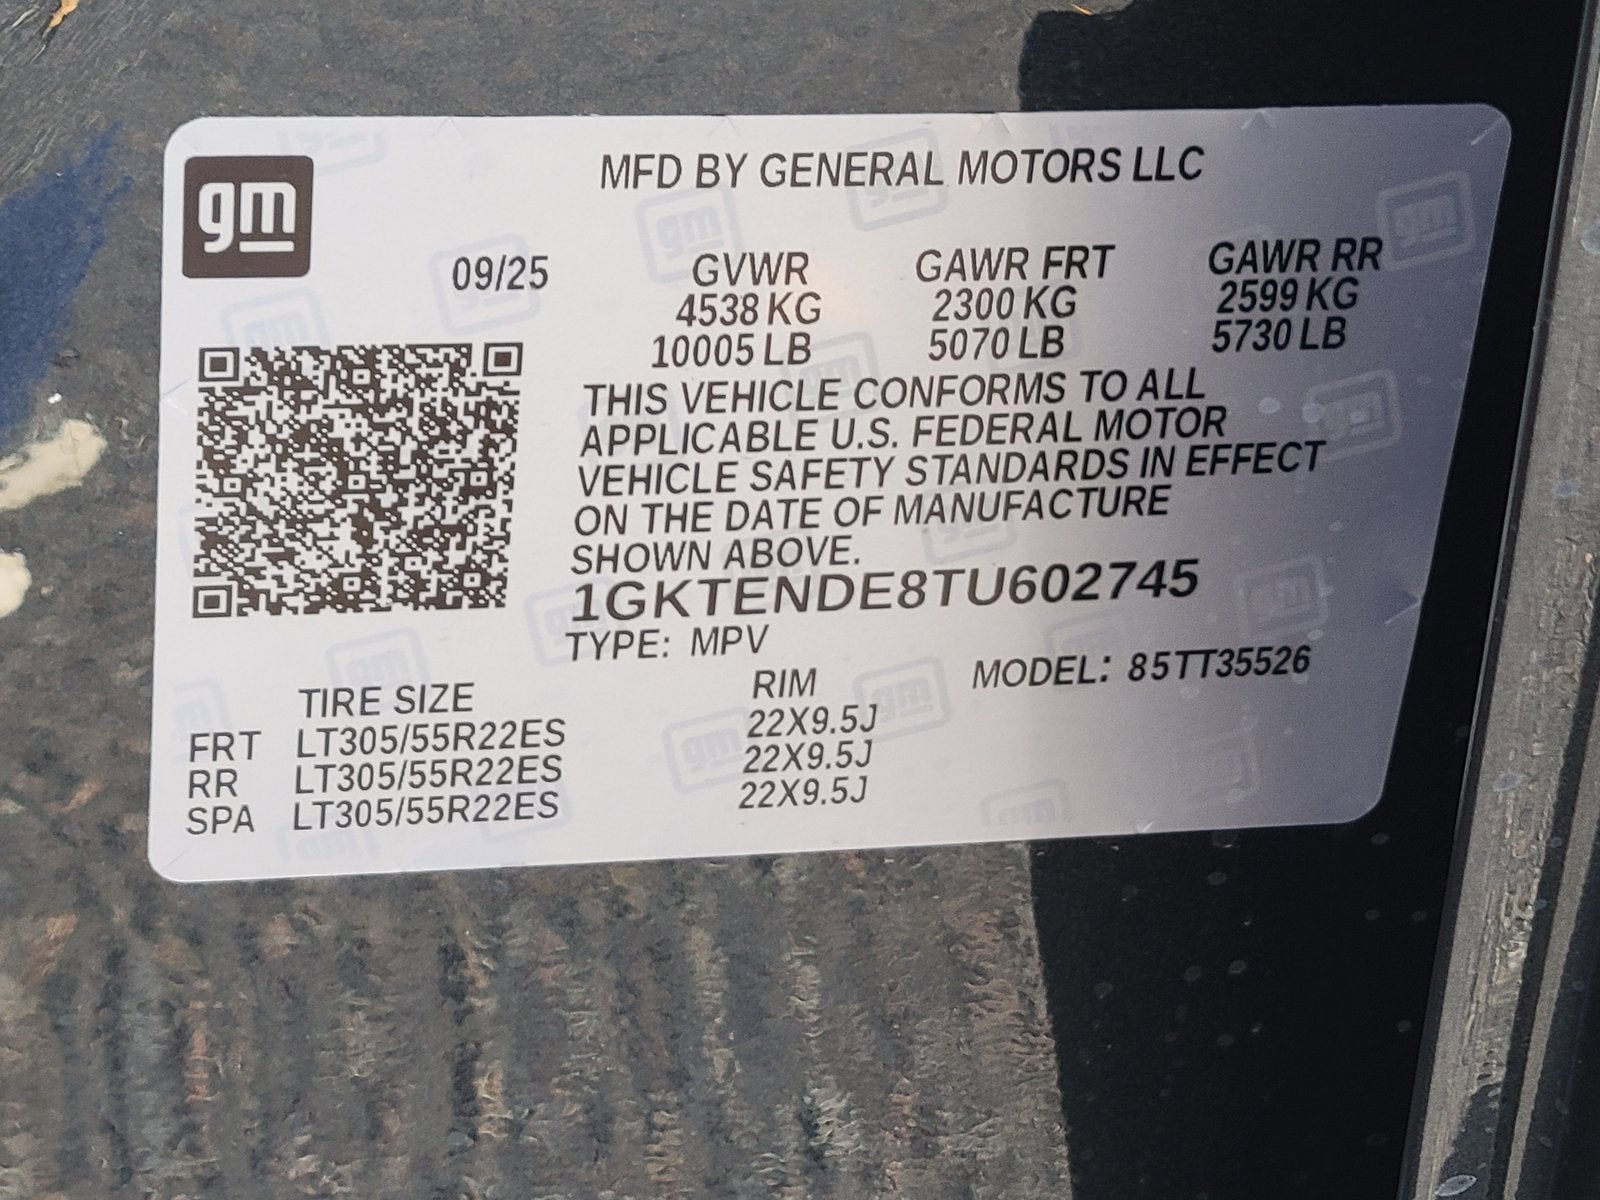 gm
MFD BY GENERAL MOTORS LLC
09/25 GVWR GAWR FRT GAWR RR
4538 KG 2300 KG 2599 KG
10005 LB 5070 LB 5730 LB
THIS VEHICLE CONFORMS TO ALL
APPLICABLE U.S. FEDERAL MOTOR
VEHICLE SAFETY STANDARDS IN EFFECT
ON THE DATE OF MANUFACTURE
SHOWN ABOVE.
1GKTENDE8TU602745
TYPE: MPV MODEL: 85TT35526
TIRE SIZE RIM
FRT LT305/55R22ES 22X9.5J
RR LT305/55R22ES 22X9.5J
SPA LT305/55R22ES 22X9.5J